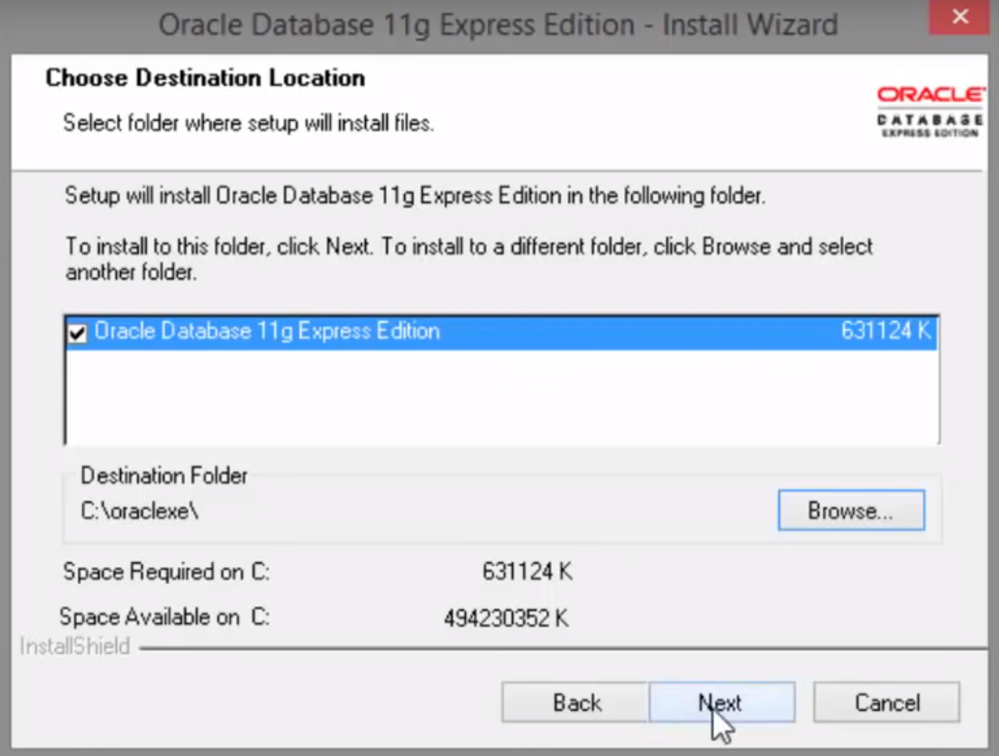 Oracle Database 11g Express Edition - Install Wizard
Choose Destination Location
Select folder where setup will install files.
ORACLE
DATABASE
EXPRESS EDITION
Setup will install Oracle Database 11g Express Edition in the following folder.
To install to this folder, click Next. To install to a different folder, click Browse and select
another folder.
Oracle Database 11g Express Edition 631124 K
Destination Folder
C:\oraclexe\
Browse...
Space Required on C: 631124 K
Space Available on C: 494230352 K
InstallShield
Back Next Cancel